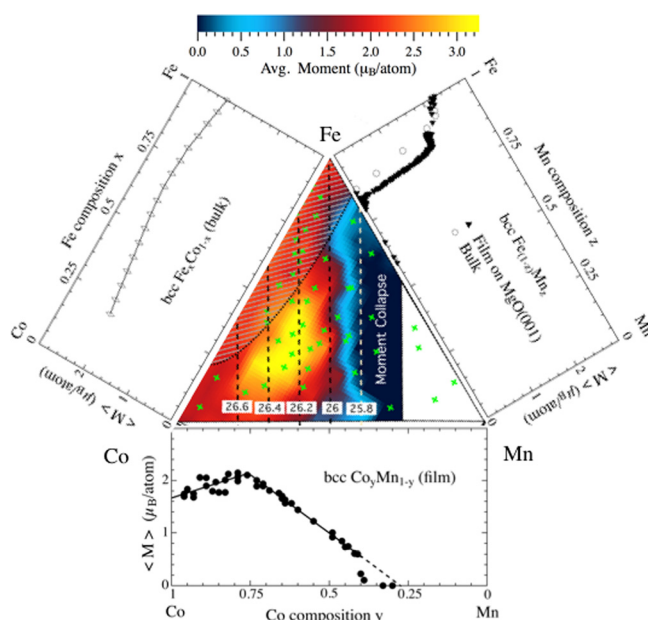 0.0 0.5 1.0 1.5 2.0 2.5 3.0
Avg. Moment (μB/atom)
Fe
1
0.75
0.5
0.25
0
Fe composition x
bcc FexCo1-x (bulk)
Co
0
1
2
< M > (μB/atom)
Fe
Fe
1
0.75
0.5
0.25
0
Mn composition z
bcc Fe(1-z)Mnz
Film on MgO(001)
Bulk
Mn
0
1
2
< M > (μB/atom)
Moment Collapse
26.6 26.4 26.2 26 25.8
Co
Mn
bcc CoyMn1-y (film)
< M > (μB/atom)
2
1
0
1 0.75 0.5 0.25 0
Co Co composition y Mn